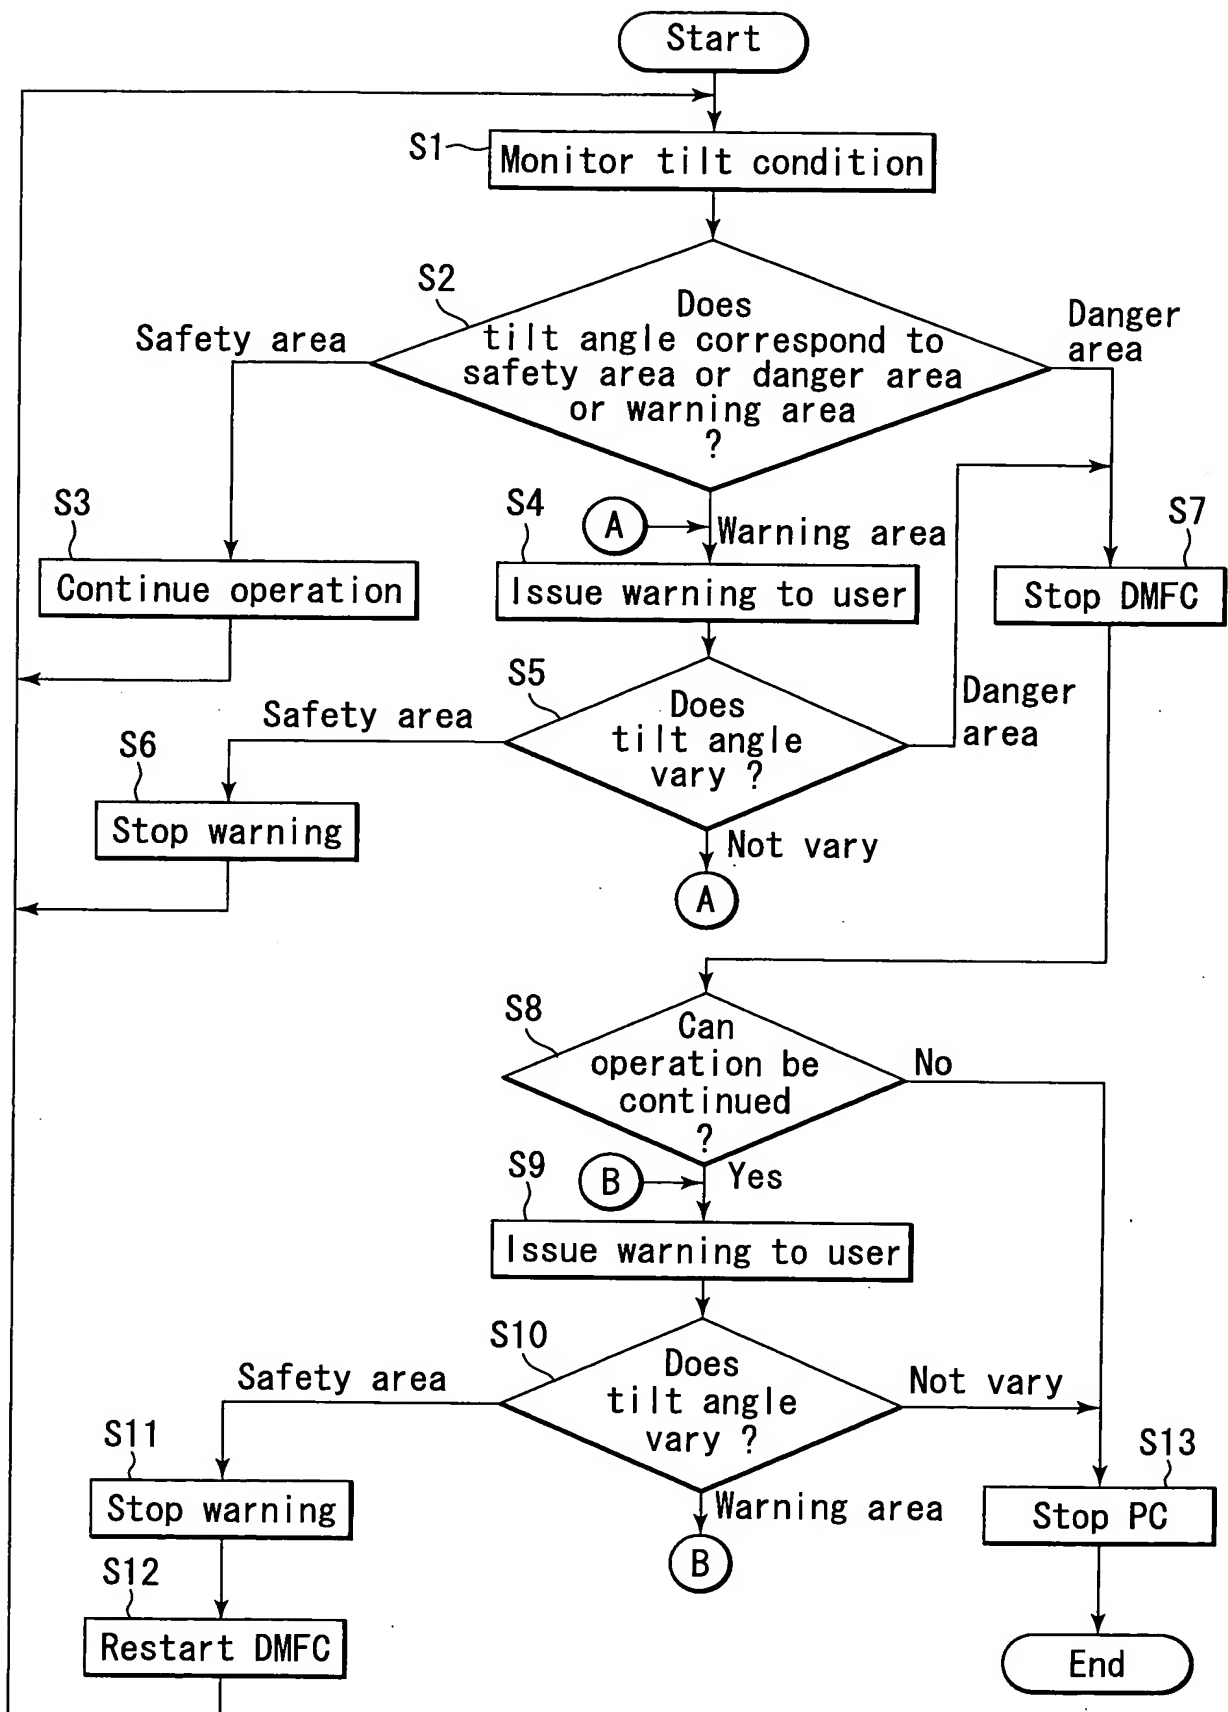 Start
S1
Monitor tilt condition
S2
Does
tilt angle correspond to
safety area or danger area
or warning area
?
Safety area
Danger
area
S3
Continue operation
S4
A
Warning area
Issue warning to user
S7
Stop DMFC
S5
Does
tilt angle
vary ?
Safety area
Danger
area
S6
Stop warning
Not vary
A
S8
Can
operation be
continued
?
No
S9
B
Yes
Issue warning to user
S10
Does
tilt angle
vary ?
Safety area
Not vary
S11
Stop warning
Warning area
B
S13
Stop PC
S12
Restart DMFC
End